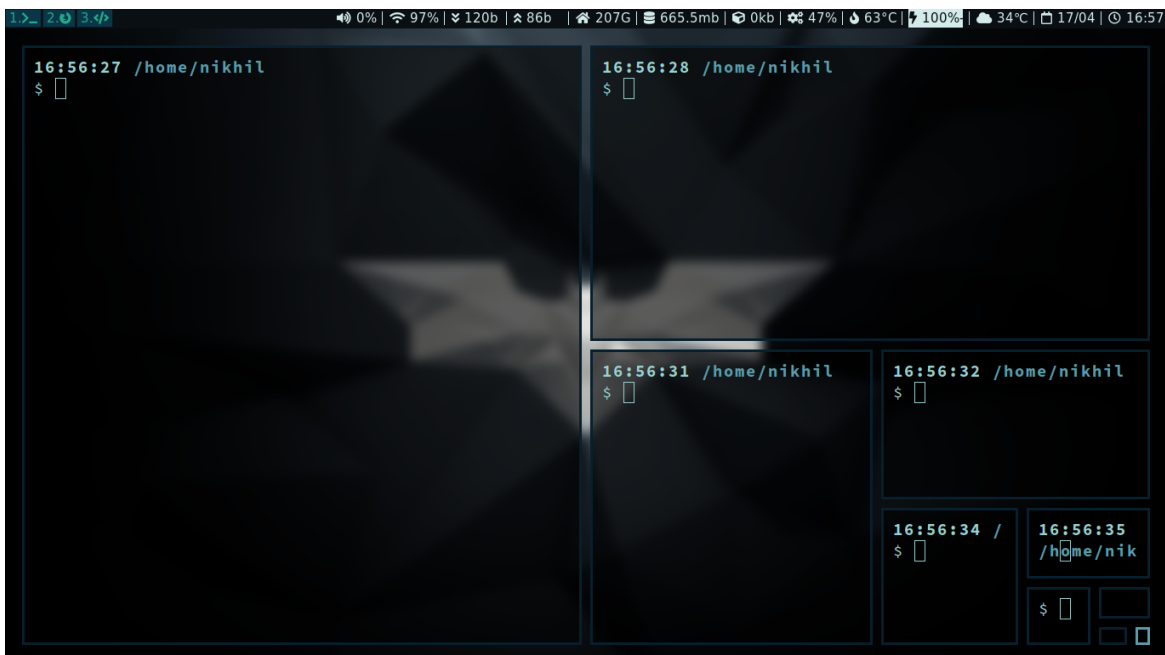 1.>_ 2. 3.</> 0% | 97% | 120b | 86b | 207G | 665.5mb | 0kb | 47% | 63°C | 100% | 34°C | 17/04 | 16:57
16:56:27 /home/nikhil
$
16:56:28 /home/nikhil
$
16:56:31 /home/nikhil
$
16:56:32 /home/nikhil
$
16:56:34 /
$
16:56:35
/home/nik
$